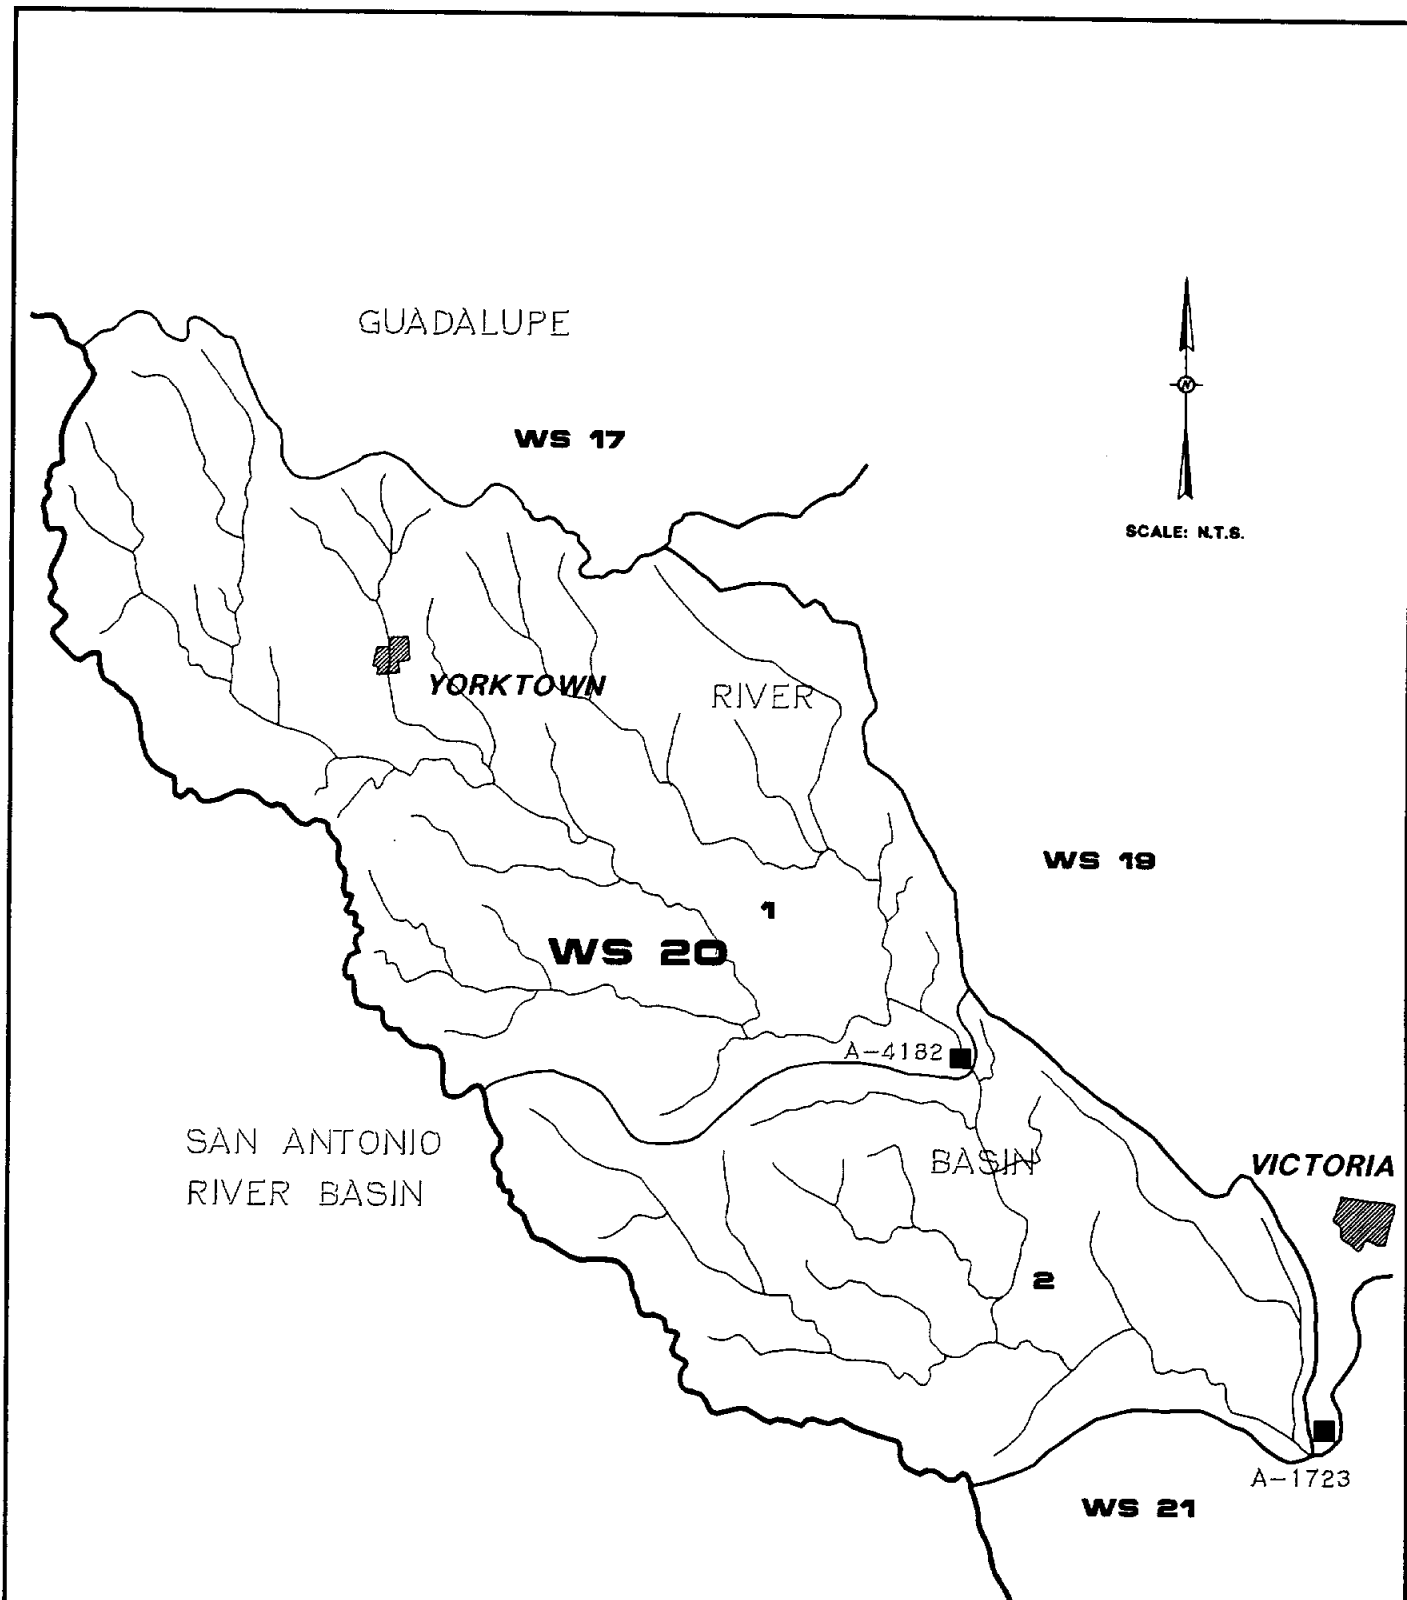 GUADALUPE
WS 17
N
SCALE: N.T.S.
YORKTOWN
RIVER
WS 19
1
WS 20
A-4182
SAN ANTONIO
RIVER BASIN
BASIN
VICTORIA
2
A-1723
WS 21